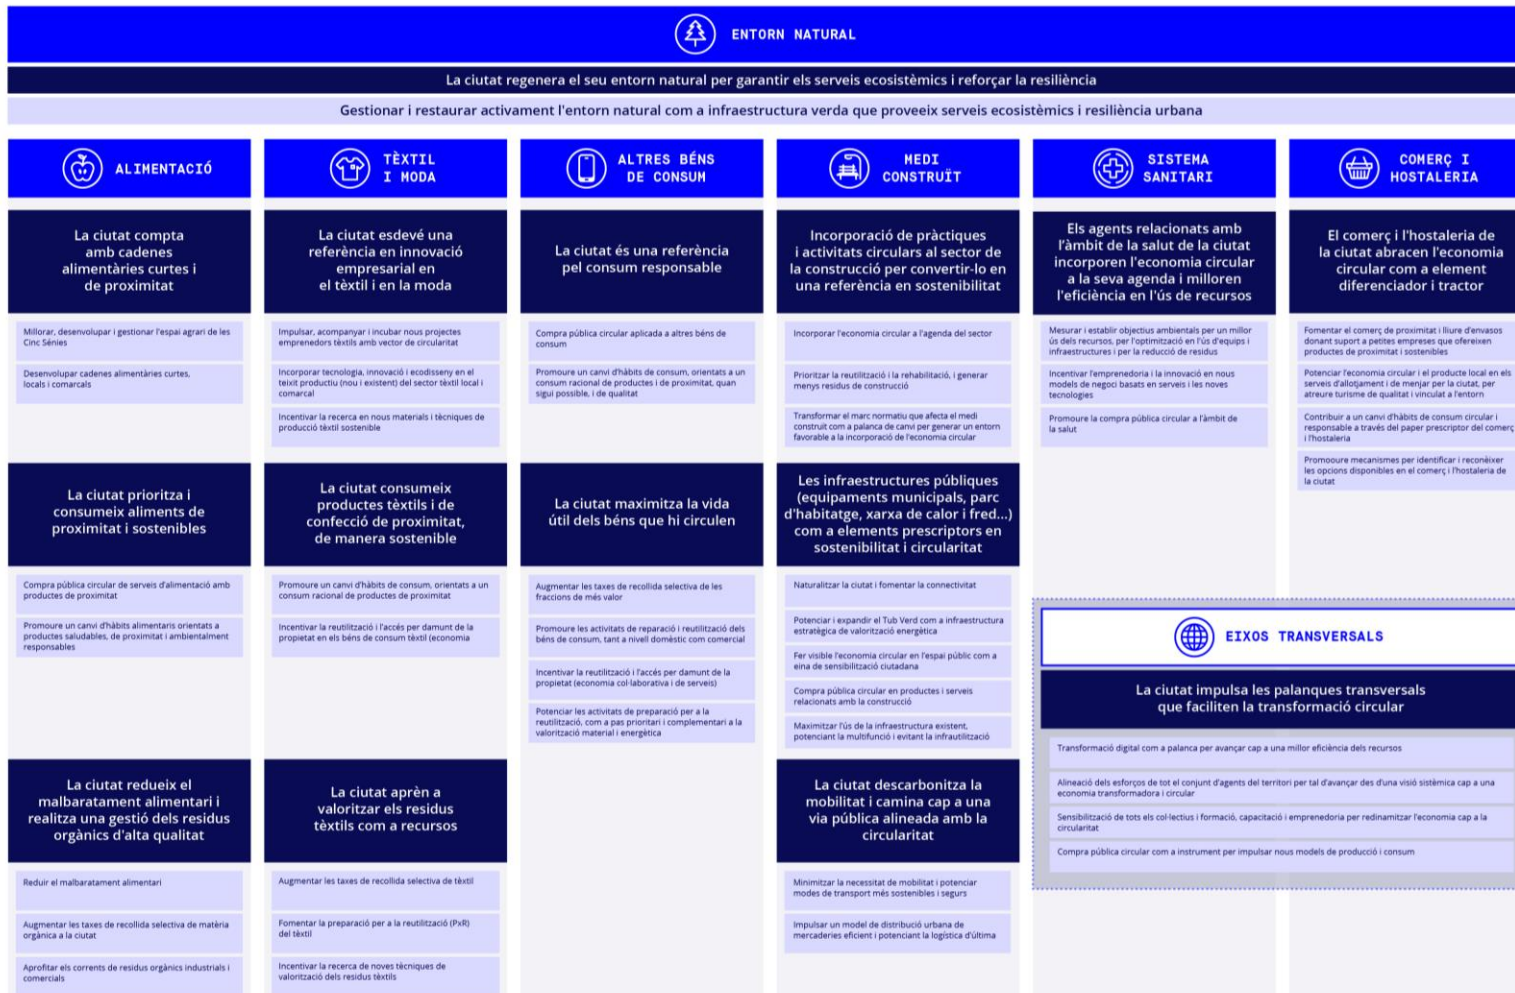 ENTORN NATURAL
La ciutat regenera el seu entorn natural per garantir els serveis ecosistèmics i reforçar la resiliència
Gestionar i restaurar activament l'entorn natural com a infraestructura verda que proveeix serveis ecosistèmics i resiliència urbana
ALIMENTACIÓ
La ciutat compta
amb cadenes
alimentàries curtes i
de proximitat
Millorar, desenvolupar i gestionar l'espai agrari de les
Cinc Sénies
Desenvolupar cadenes alimentàries curtes,
locals i comarcals
La ciutat prioritza i
consumeix aliments de
proximitat i sostenibles
Compra pública circular de serveis d'alimentació amb
productes de proximitat
Promoure un canvi d'hàbits alimentaris orientats a
productes saludables, de proximitat i ambientalment
responsables
La ciutat redueix el
malbaratament alimentari i
realitza una gestió dels residus
orgànics d'alta qualitat
Reduir el malbaratament alimentari
Augmentar les taxes de recollida selectiva de matèria
orgànica a la ciutat
Aprofitar els corrents de residus orgànics industrials i
comercials
TÈXTIL
I MODA
La ciutat esdevé una
referència en innovació
empresarial en
el tèxtil i en la moda
Impulsar, acompanyar i incubar nous projectes
emprenedors tèxtils amb vector de circularitat
Incorporar tecnologia, innovació i ecodisseny en el
teixit productiu (nou i existent) del sector tèxtil local i
comarcal
Incentivar la recerca en nous materials i tècniques de
producció tèxtil sostenible
La ciutat consumeix
productes tèxtils i de
confecció de proximitat,
de manera sostenible
Promoure un canvi d'hàbits de consum, orientats a un
consum racional de productes de proximitat
Incentivar la reutilització i l'accés per damunt de la
propietat en els béns de consum tèxtil (economia
La ciutat aprèn a
valoritzar els residus
tèxtils com a recursos
Augmentar les taxes de recollida selectiva de tèxtil
Fomentar la preparació per a la reutilització (PxR)
del tèxtil
Incentivar la recerca de noves tècniques de
valorització dels residus tèxtils
ALTRES BÉNS
DE CONSUM
La ciutat és una referència
pel consum responsable
Compra pública circular aplicada a altres béns de
consum
Promoure un canvi d'hàbits de consum, orientats a un
consum racional de productes i de proximitat, quan
sigui possible, i de qualitat
La ciutat maximitza la vida
útil dels béns que hi circulen
Augmentar les taxes de recollida selectiva de les
fraccions de més valor
Promoure les activitats de reparació i reutilització dels
béns de consum, tant a nivell domèstic com comercial
Incentivar la reutilització i l'accés per damunt de la
propietat (economia col·laborativa i de serveis)
Potenciar les activitats de preparació per a la
reutilització, com a pas prioritari i complementari a la
valorització material i energètica
MEDI
CONSTRUÏT
Incorporació de pràctiques
i activitats circulars al sector de
la construcció per convertir-lo en
una referència en sostenibilitat
Incorporar l'economia circular a l'agenda del sector
Prioritzar la reutilització i la rehabilitació, i generar
menys residus de construcció
Transformar el marc normatiu que afecta el medi
construït com a palanca de canvi per generar un entorn
favorable a la incorporació de l'economia circular
Les infraestructures públiques
(equipaments municipals, parc
d'habitatge, xarxa de calor i fred...)
com a elements prescriptors en
sostenibilitat i circularitat
Naturalitzar la ciutat i fomentar la connectivitat
Potenciar i expandir el Tub Verd com a infraestructura
estratègica de valorització energètica
Fer visible l'economia circular en l'espai públic com a
eina de sensibilització ciutadana
Compra pública circular en productes i serveis
relacionats amb la construcció
Maximitzar l'ús de la infraestructura existent,
potenciant la multifunció i evitant la infrautilització
La ciutat descarbonitza la
mobilitat i camina cap a una
via pública alineada amb la
circularitat
Minimitzar la necessitat de mobilitat i potenciar
modes de transport més sostenibles i segurs
Impulsar un model de distribució urbana de
mercaderies eficient i potenciant la logística d'última
SISTEMA
SANITARI
Els agents relacionats amb
l'àmbit de la salut de la ciutat
incorporen l'economia circular
a la seva agenda i milloren
l'eficiència en l'ús de recursos
Mesurar i establir objectius ambientals per un millor
ús dels recursos, per l'optimització en l'ús d'equips i
infraestructures i per la reducció de residus
Incentivar l'emprenedoria i la innovació en nous
models de negoci basats en serveis i les noves
tecnologies
Promoure la compra pública circular a l'àmbit de
la salut
COMERÇ I
HOSTALERIA
El comerç i l'hostaleria de
la ciutat abracen l'economia
circular com a element
diferenciador i tractor
Fomentar el comerç de proximitat i lliure d'envasos
donant suport a petites empreses que ofereixen
productes de proximitat i sostenibles
Potenciar l'economia circular i el producte local en els
serveis d'allotjament i de menjar per la ciutat, per
atreure turisme de qualitat i vinculat a l'entorn
Contribuir a un canvi d'hàbits de consum circular i
responsable a través del paper prescriptor del comerç
i l'hostaleria
Promooure mecanismes per identificar i reconèixer
les opcions disponibles en el comerç i l'hostaleria de
la ciutat
EIXOS TRANSVERSALS
La ciutat impulsa les palanques transversals
que faciliten la transformació circular
Transformació digital com a palanca per avançar cap a una millor eficiència dels recursos
Alineació dels esforços de tot el conjunt d'agents del territori per tal d'avançar des d'una visió sistèmica cap a una
economia transformadora i circular
Sensibilització de tots els col·lectius i formació, capacitació i emprenedoria per redinamitzar l'economia cap a la
circularitat
Compra pública circular com a instrument per impulsar nous models de producció i consum